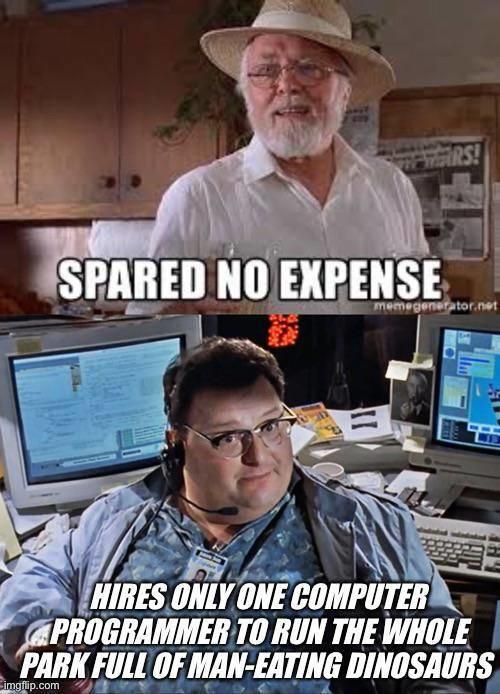 SPARED NO EXPENSE
memegenerator.net
HIRES ONLY ONE COMPUTER
PROGRAMMER TO RUN THE WHOLE
PARK FULL OF MAN-EATING DINOSAURS
imgflip.com